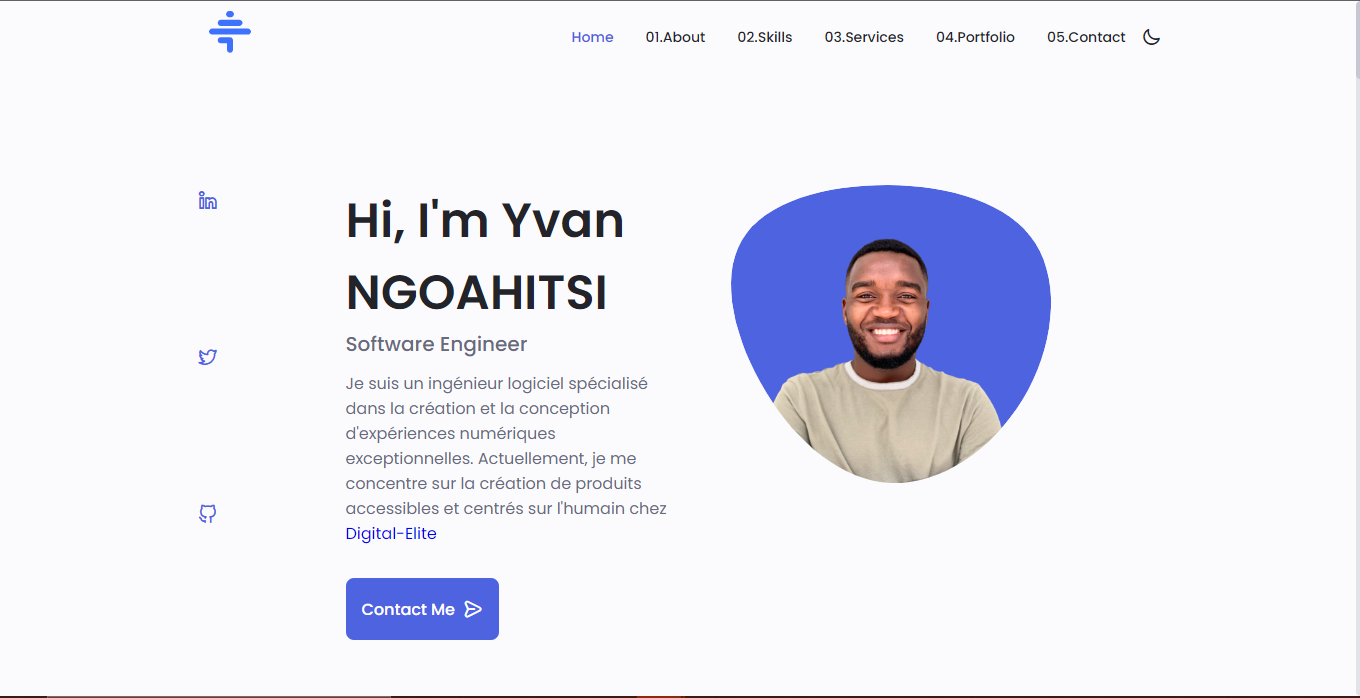 Home 01.About 02.Skills 03.Services 04.Portfolio 05.Contact
Hi, I'm Yvan
NGOAHITSI
Software Engineer
Je suis un ingénieur logiciel spécialisé
dans la création et la conception
d'expériences numériques
exceptionnelles. Actuellement, je me
concentre sur la création de produits
accessibles et centrés sur l'humain chez
Digital-Elite
Contact Me